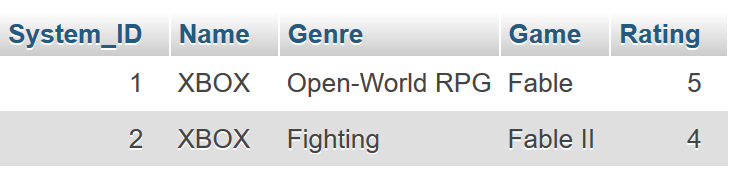 System_ID Name Genre Game Rating
1 XBOX Open-World RPG Fable 5
2 XBOX Fighting Fable II 4